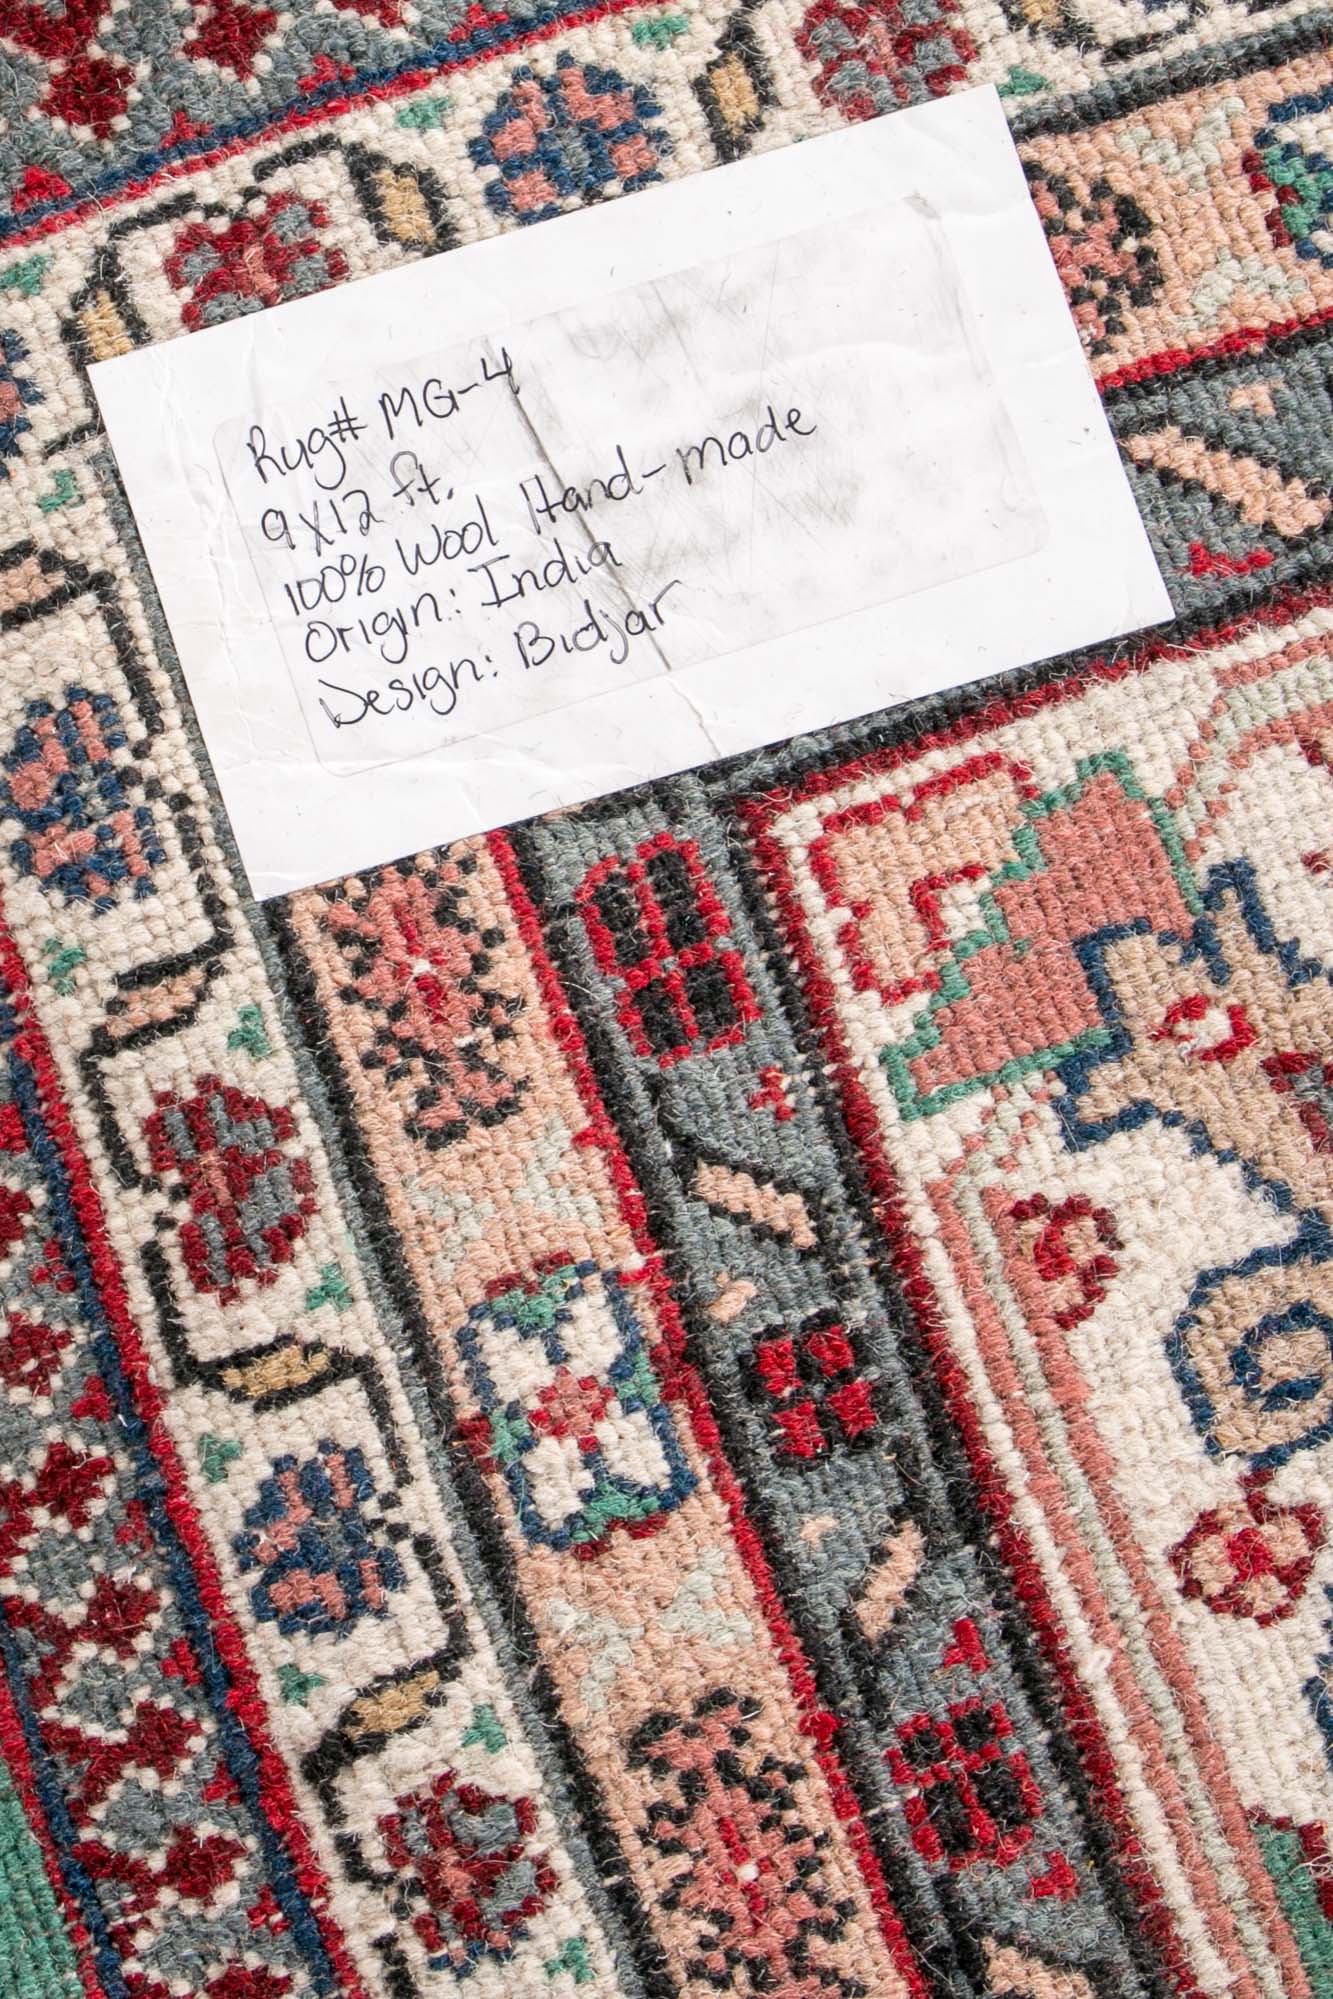 Rug# MG-4
9X12 ft.
100% Wool Hand-made
Origin: India
Design: Bidjar